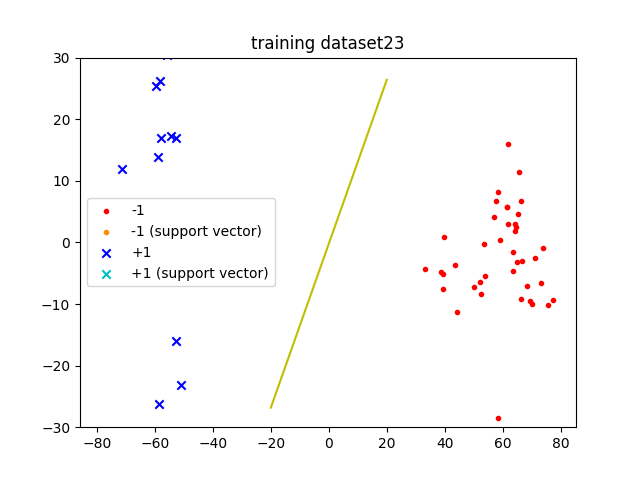 training dataset23
30
20
10
0
−10
−20
−30
-1
-1 (support vector)
+1
+1 (support vector)
−80 −60 −40 −20 0 20 40 60 80